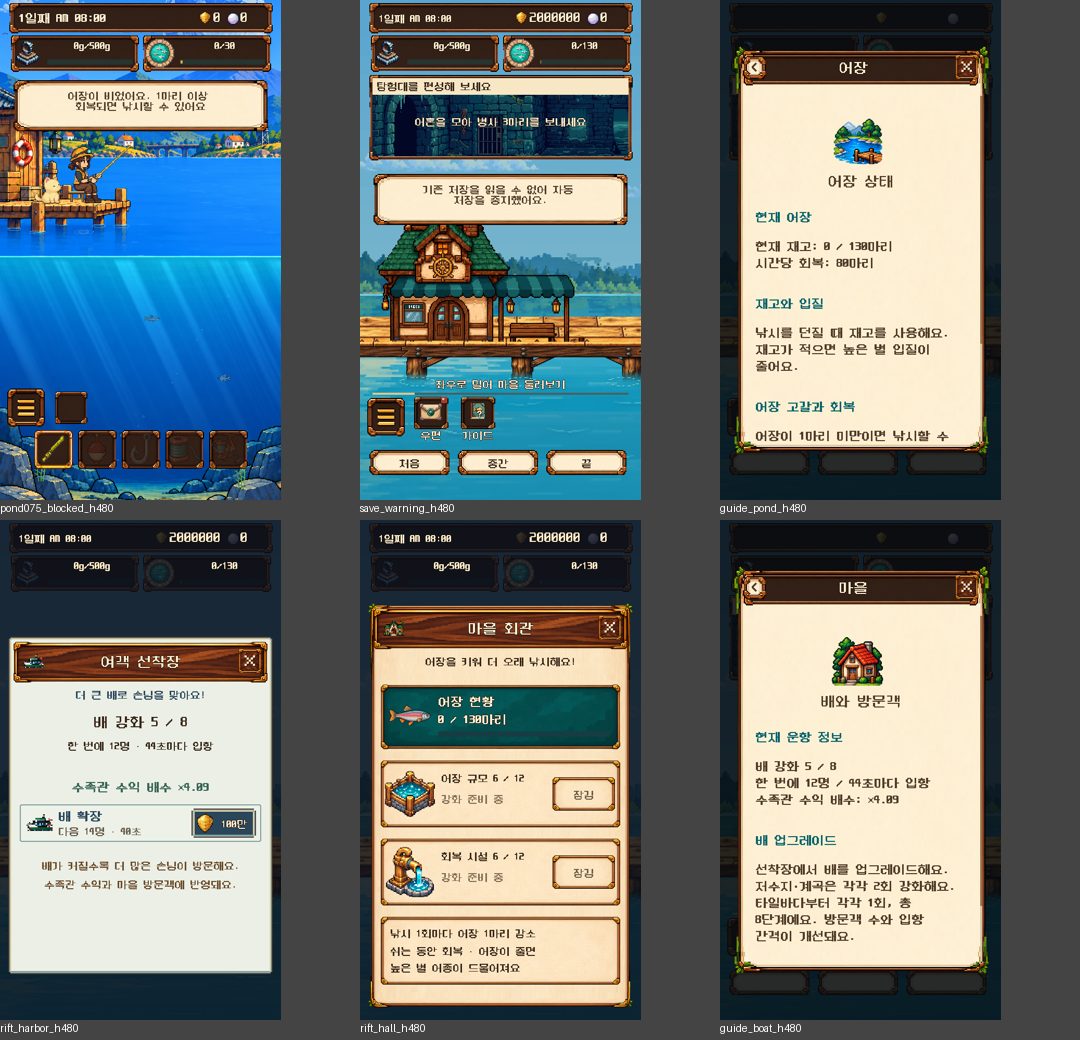 1일째 AM 08:00
0
0
0g/500g
0/30
어장이 비었어요. 1마리 이상
회복되면 낚시할 수 있어요
pond075_blocked_h480
1일째 AM 08:00
2000000
0
0g/500g
0/130
탐험대를 편성해 보세요
어혼을 모아 병사 3마리를 보내세요
기존 저장을 읽을 수 없어 자동
저장을 중지했어요.
좌우로 밀어 마을 둘러보기
우편
가이드
처음
중간
끝
save_warning_h480
어장
어장 상태
현재 어장
현재 재고: 0 / 130마리
시간당 회복: 80마리
재고와 입질
낚시를 던질 때 재고를 사용해요.
재고가 적으면 높은 별 입질이
줄어요.
어장 고갈과 회복
어장이 1마리 미만이면 낚시할 수
guide_pond_h480
1일째 AM 08:00
2000000
0
0g/500g
0/130
여객 선착장
더 큰 배로 손님을 맞아요!
배 강화 5 / 8
한 번에 12명 · 44초마다 입항
수족관 수익 배수 ×4.09
배 확장
다음 14명 · 40초
100만
배가 커질수록 더 많은 손님이 방문해요.
수족관 수익과 마을 방문객에 반영돼요.
rift_harbor_h480
1일째 AM 08:00
2000000
0
0g/500g
0/130
마을 회관
어장을 키워 더 오래 낚시해요!
어장 현황
0 / 130마리
어장 규모 6 / 12
강화 준비 중
잠김
회복 시설 6 / 12
강화 준비 중
잠김
낚시 1회마다 어장 1마리 감소
쉬는 동안 회복 · 어장이 줄면
높은 별 어종이 드물어져요
rift_hall_h480
마을
배와 방문객
현재 운항 정보
배 강화 5 / 8
한 번에 12명 / 44초마다 입항
수족관 수익 배수: ×4.09
배 업그레이드
선착장에서 배를 업그레이드해요.
저수지·계곡은 각각 2회 강화해요.
타일바다부터 각각 1회, 총
8단계예요. 방문객 수와 입항
간격이 개선돼요.
guide_boat_h480